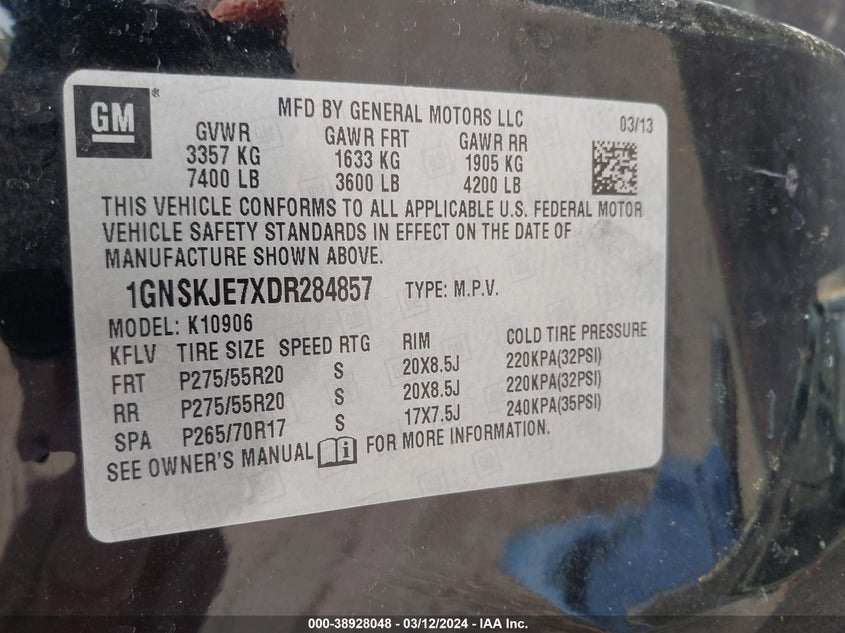 GM®
MFD BY GENERAL MOTORS LLC
03/13
GVWR GAWR FRT GAWR RR
3357 KG 1633 KG 1905 KG
7400 LB 3600 LB 4200 LB
THIS VEHICLE CONFORMS TO ALL APPLICABLE U.S. FEDERAL MOTOR
VEHICLE SAFETY STANDARDS IN EFFECT ON THE DATE OF
MANUFACTURE SHOWN ABOVE.
1GNSKJE7XDR284857 TYPE: M.P.V.
MODEL: K10906
KFLV TIRE SIZE SPEED RTG RIM COLD TIRE PRESSURE
FRT P275/55R20 S 20X8.5J 220KPA(32PSI)
RR P275/55R20 S 20X8.5J 220KPA(32PSI)
SPA P265/70R17 S 17X7.5J 240KPA(35PSI)
SEE OWNER'S MANUAL i FOR MORE INFORMATION.
000-38928048 - 03/12/2024 - IAA Inc.